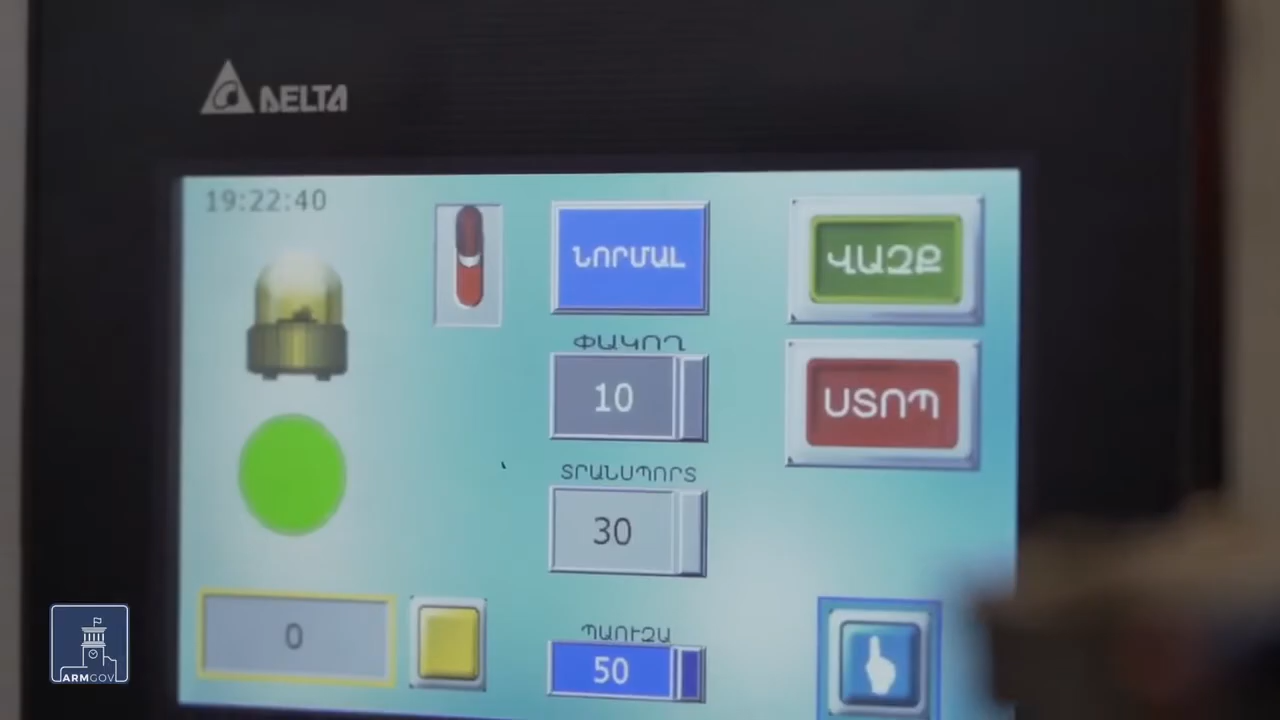 DELTA
19:22:40
ՆՈՐՄԱԼ
ՎԱԶՔ
ՓԱԿՈՂ
10
ՍՏՈՊ
ՏՐԱՆՍՊՈՐՏ
30
0
ՊԱՈՒԶԱ
50
ARMGOV